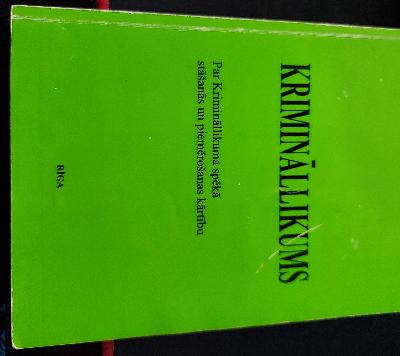 KRIMINĀLLIKUMS
Par Krimināllikuma spēkā
stāšanās un piemērošanas kārtību
RĪGA